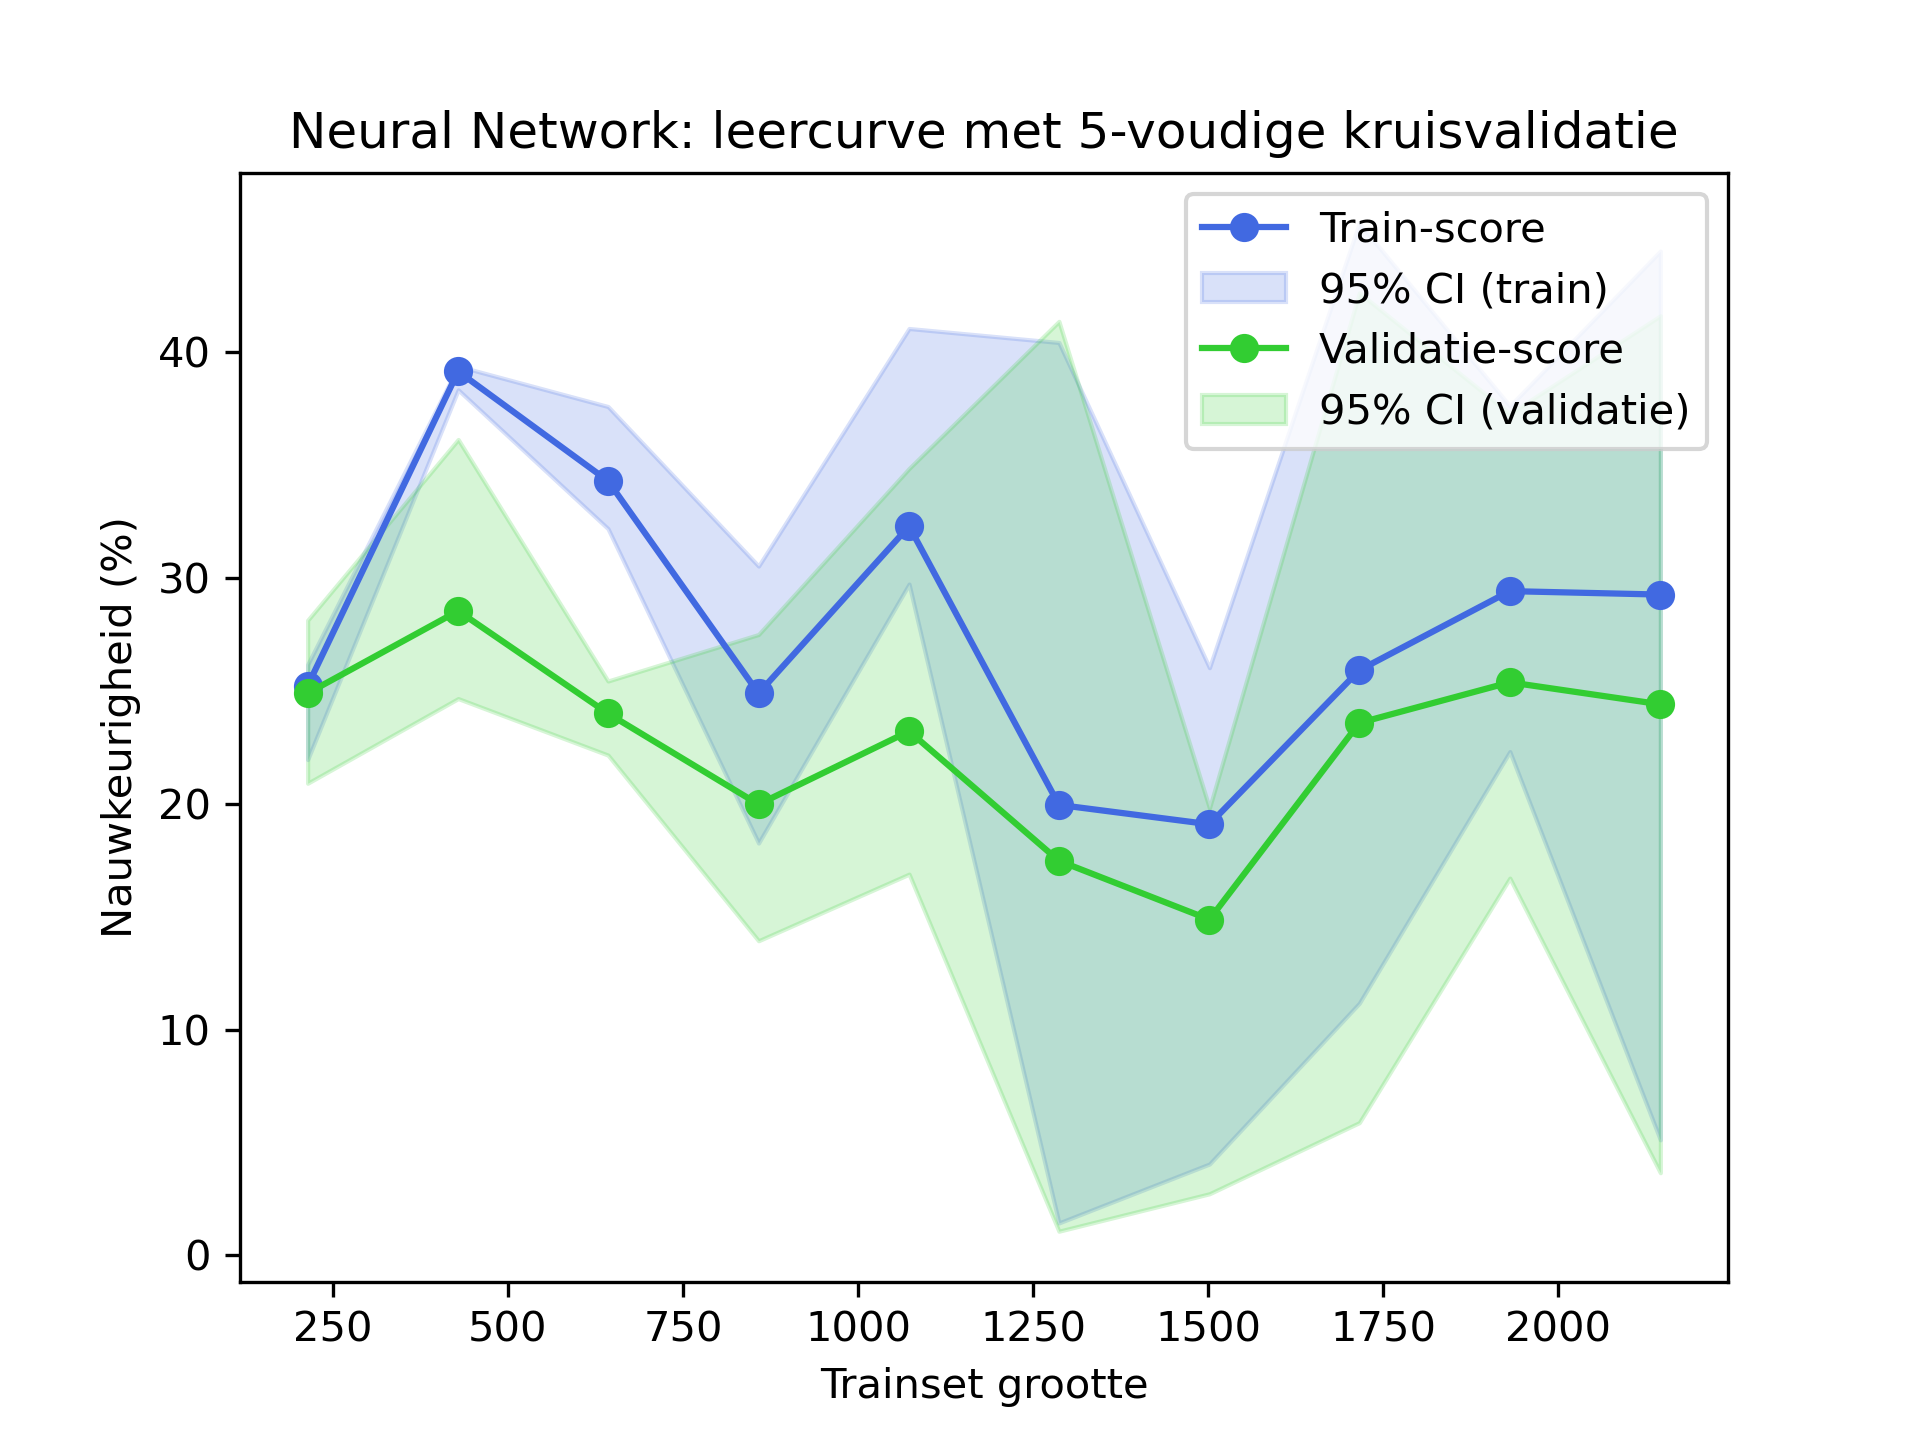 Neural Network: leercurve met 5-voudige kruisvalidatie
Train-score
95% CI (train)
Validatie-score
95% CI (validatie)
Nauwkeurigheid (%)
40
30
20
10
0
250 500 750 1000 1250 1500 1750 2000
Trainset grootte